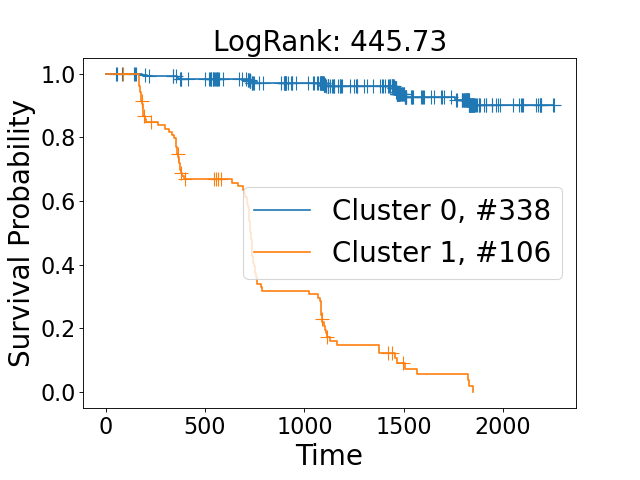 LogRank: 445.73
Survival Probability
1.0
0.8
0.6
0.4
0.2
0.0
Cluster 0, #338
Cluster 1, #106
0 500 1000 1500 2000
Time